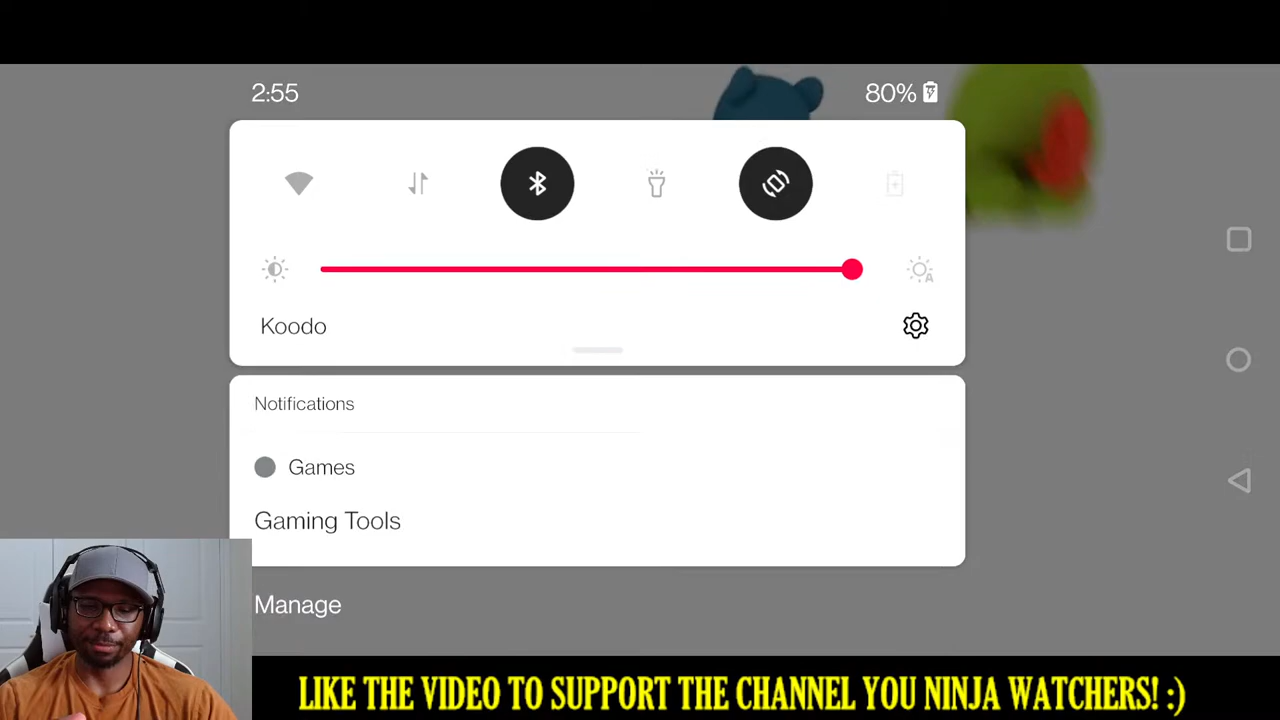 2:55 80%
Koodo
Notifications
Games
Gaming Tools
Manage
LIKE THE VIDEO TO SUPPORT THE CHANNEL YOU NINJA WATCHERS! :)